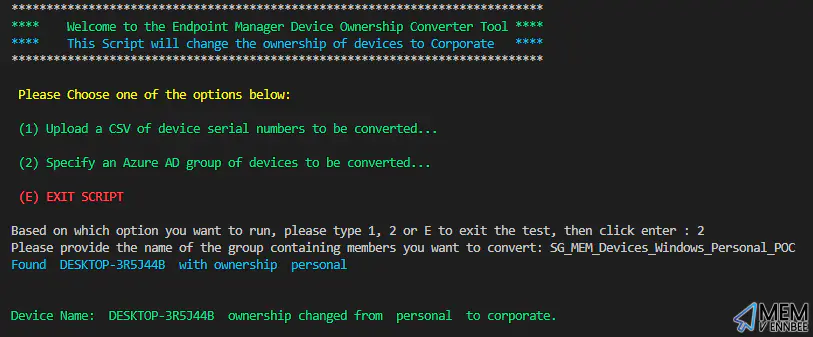 ****************************************************************************
**** Welcome to the Endpoint Manager Device Ownership Converter Tool ****
**** This Script will change the ownership of devices to Corporate ****
****************************************************************************
Please Choose one of the options below:
(1) Upload a CSV of device serial numbers to be converted...
(2) Specify an Azure AD group of devices to be converted...
(E) EXIT SCRIPT
Based on which option you want to run, please type 1, 2 or E to exit the test, then click enter : 2
Please provide the name of the group containing members you want to convert: SG_MEM_Devices_Windows_Personal_POC
Found DESKTOP-3R5J44B with ownership personal
Device Name: DESKTOP-3R5J44B ownership changed from personal to corporate.
MEM
VENNBEE